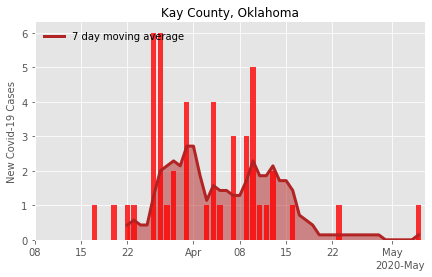 Kay County, Oklahoma
7 day moving average
New Covid-19 Cases
6
5
4
3
2
1
0
08 15 22 Apr 08 15 22 May
2020-May